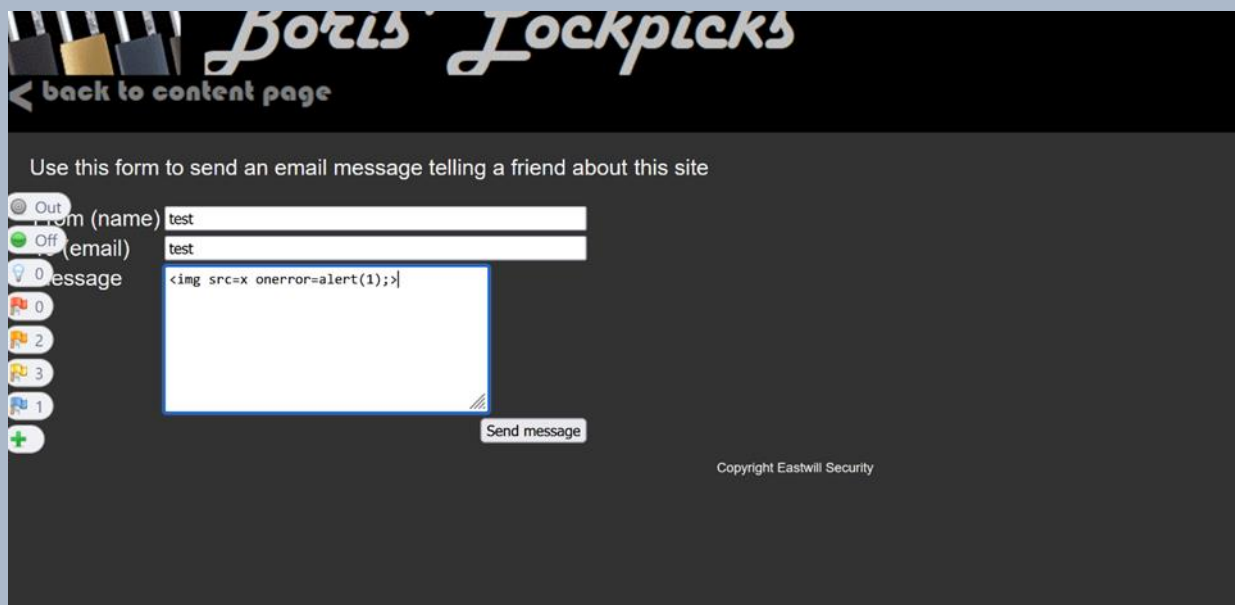 Boris' Lockpicks
< back to content page
Use this form to send an email message telling a friend about this site
Out
From (name) test
Off
(email) test
0
Message <img src=x onerror=alert(1);>
0
2
3
1
Send message
Copyright Eastwill Security